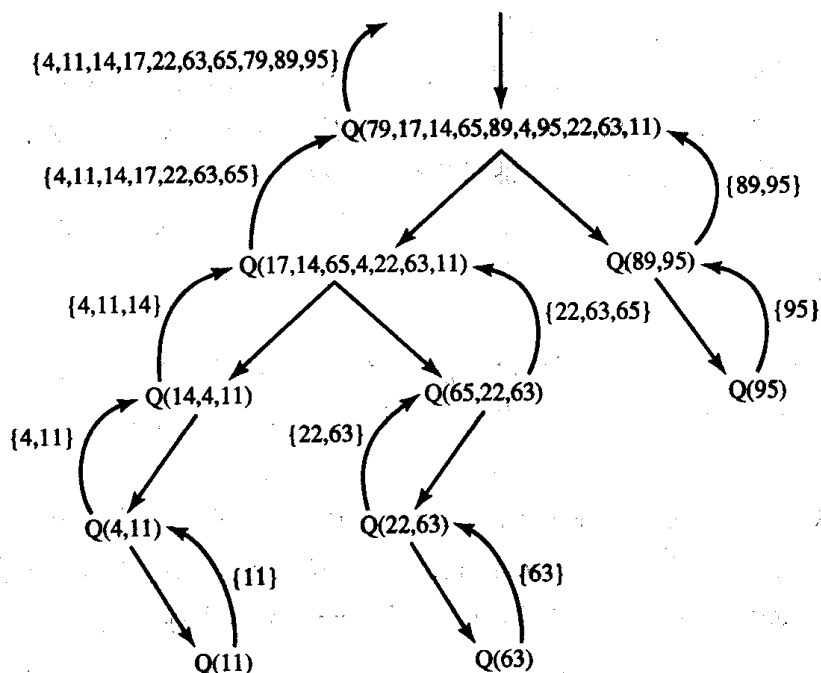 {4,11,14,17,22,63,65,79,89,95}
Q(79,17,14,65,89,4,95,22,63,11)
{4,11,14,17,22,63,65}
{89,95}
Q(17,14,65,4,22,63,11)
Q(89,95)
{4,11,14}
{22,63,65}
{95}
Q(14,4,11)
Q(65,22,63)
Q(95)
{4,11}
{22,63}
Q(4,11)
Q(22,63)
{11}
{63}
Q(11)
Q(63)